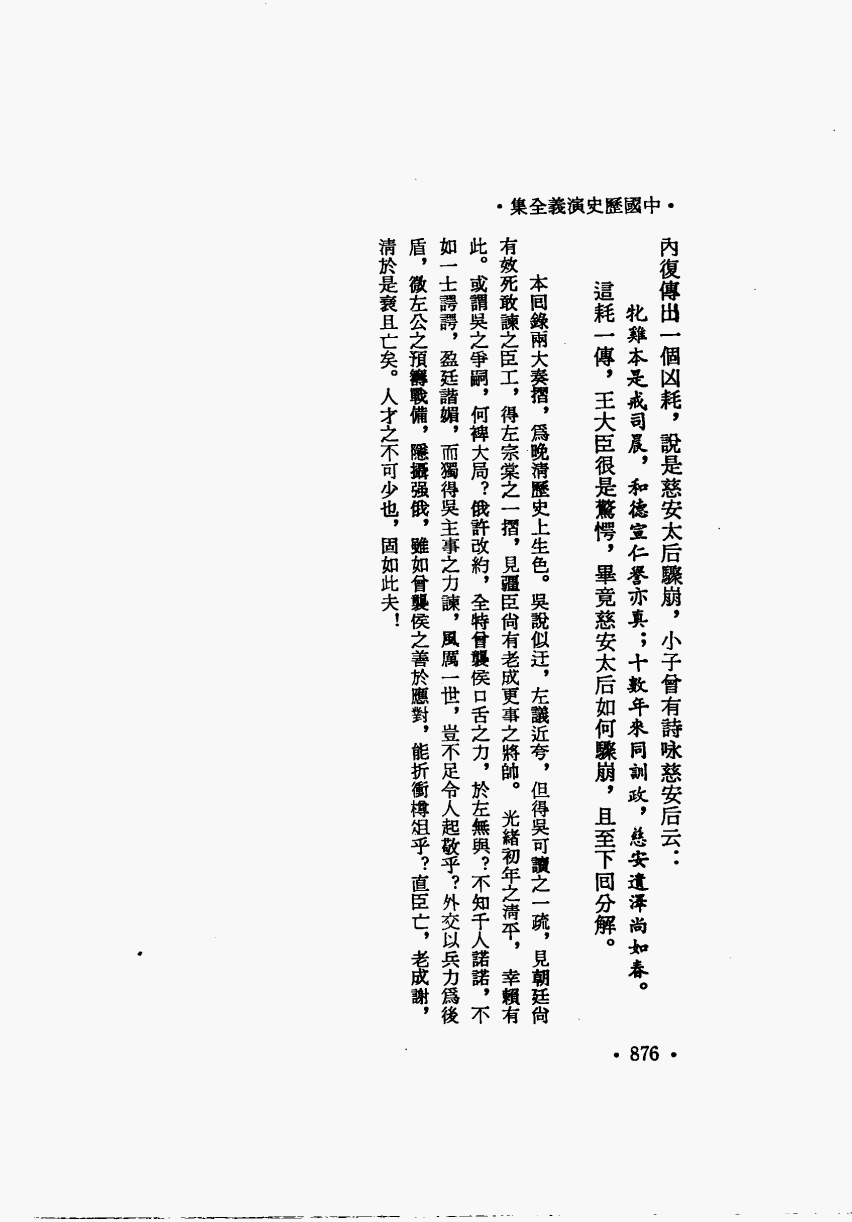 ·中國歷史演義全集·
內復傳出一個凶耗，說是慈安太后驟崩，小子曾有詩咏慈安后云：
牝雞本是戒司晨，和德宣仁譽亦真；十數年來同訓政，慈安遺澤尚如春。
這耗一傳，王大臣很是驚愕，畢竟慈安太后如何驟崩，且至下回分解。
本回錄兩大奏摺，爲晚淸歷史上生色。吳說似迂，左議近夸，但得吳可讀之一疏，見朝廷尙
有效死敢諫之臣工，得左宗棠之一摺，見疆臣尙有老成更事之將帥。光緒初年之淸平，幸賴有
此。或謂吳之爭嗣，何裨大局？俄許改約，全特曾襲侯口舌之力，於左無與？不知千人諾諾，不
如一士諤諤，盈廷諧媚，而獨得吳主事之力諫，風厲一世，豈不足令人起敬乎？外交以兵力爲後
盾，微左公之預籌戰備，隱攝强俄，雖如曾襲侯之善於應對，能折衝樽俎乎？直臣亡，老成謝，
淸於是衰且亡矣。人才之不可少也，固如此夫！
·876·